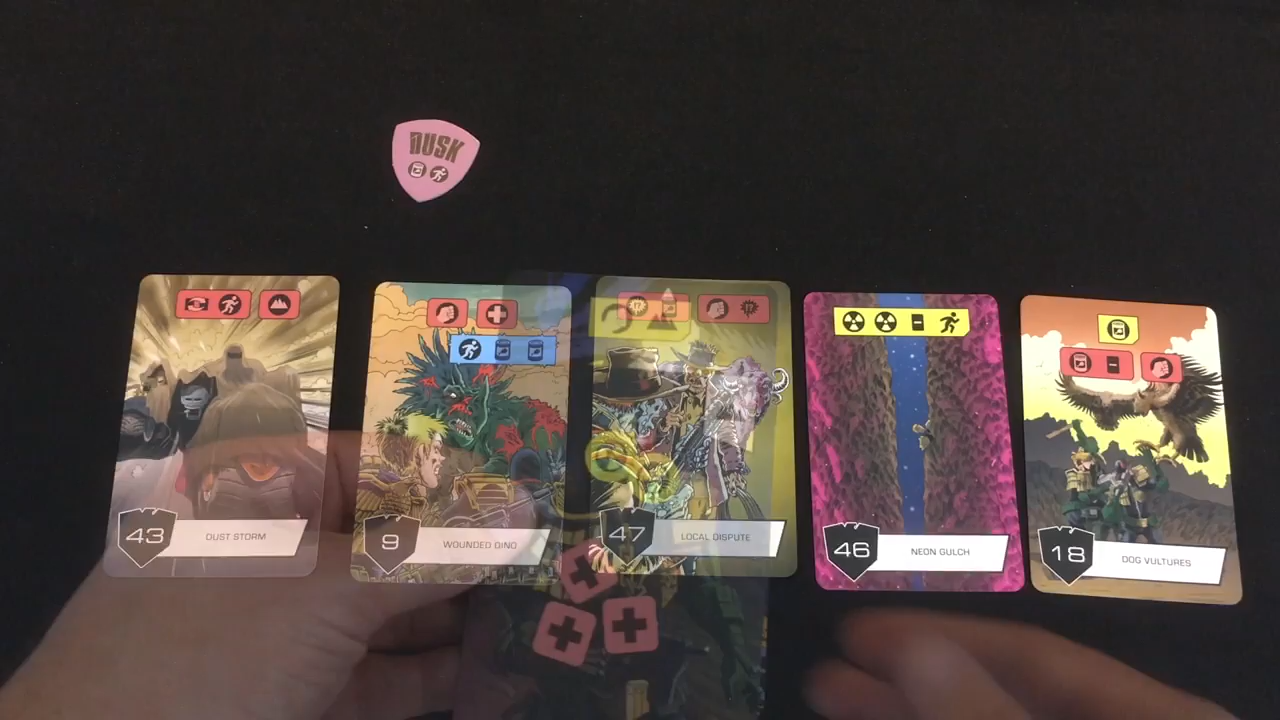 DUSK
43
DUST STORM
9
WOUNDED DINO
47
LOCAL DISPUTE
46
NEON GULCH
18
DOG VULTURES